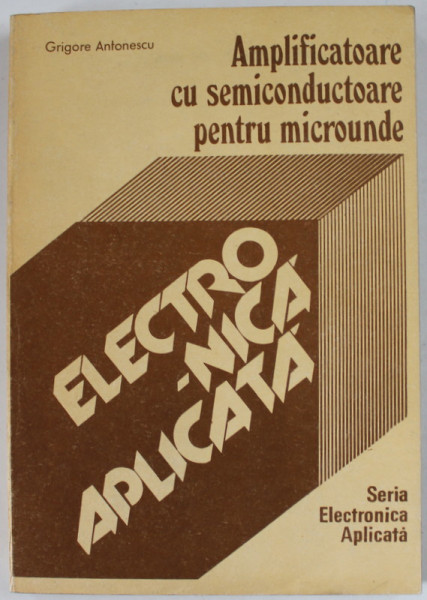 Grigore Antonescu
Amplificatoare
cu semiconductoare
pentru microunde
ELECTRO
-NICĂ
APLICATĂ
Seria
Electronica
Aplicată